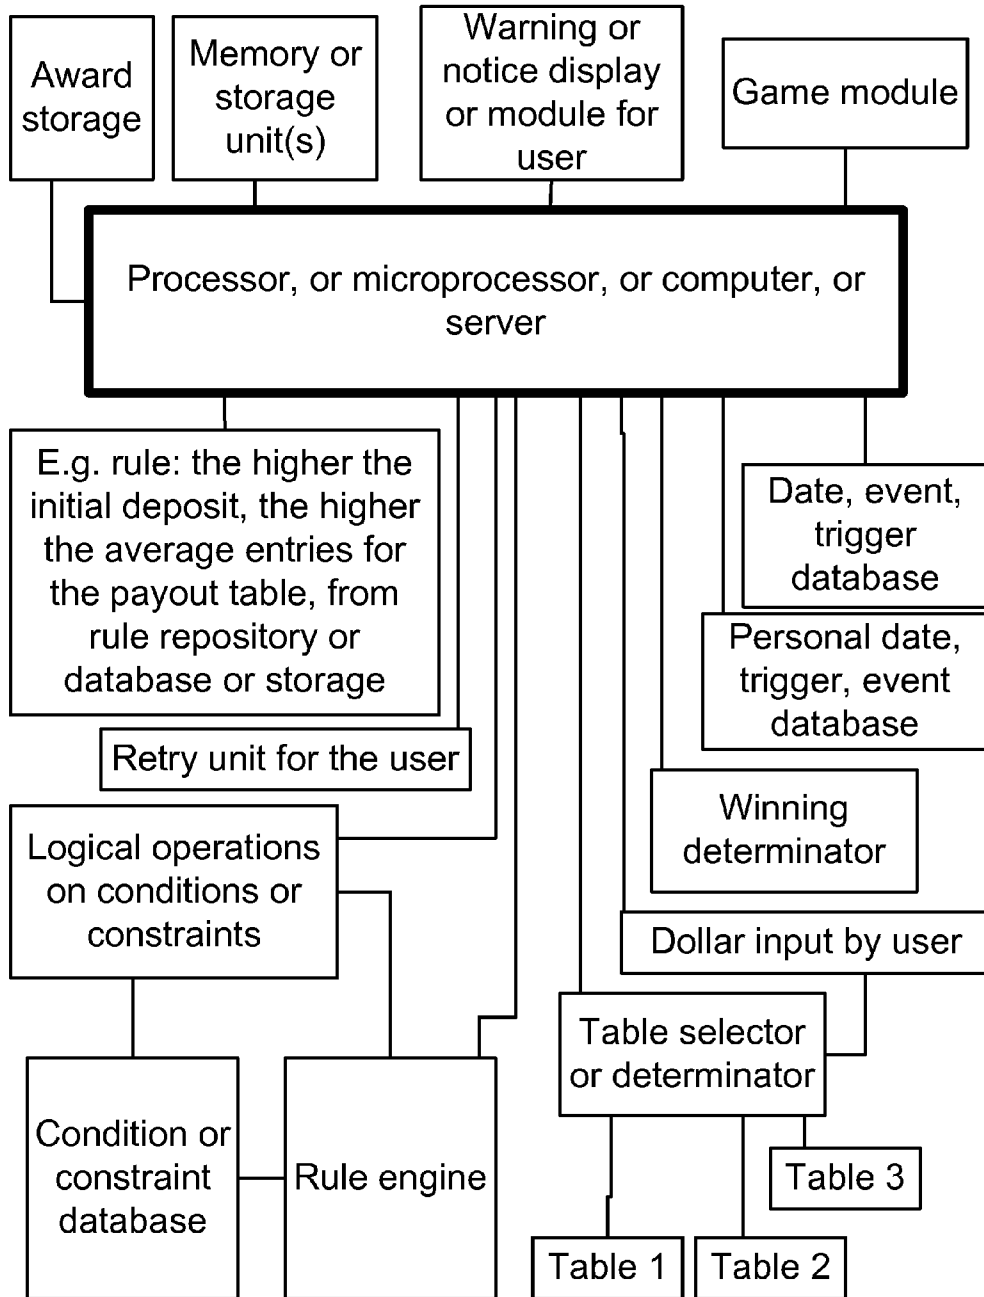 Award
storage
Memory or
storage
unit(s)
Warning or
notice display
or module for
user
Game module
Processor, or microprocessor, or computer, or
server
E.g. rule: the higher the
initial deposit, the higher
the average entries for
the payout table, from
rule repository or
database or storage
Date, event,
trigger
database
Personal date,
trigger, event
database
Retry unit for the user
Winning
determinator
Logical operations
on conditions or
constraints
Dollar input by user
Table selector
or determinator
Condition or
constraint
database
Rule engine
Table 3
Table 1
Table 2